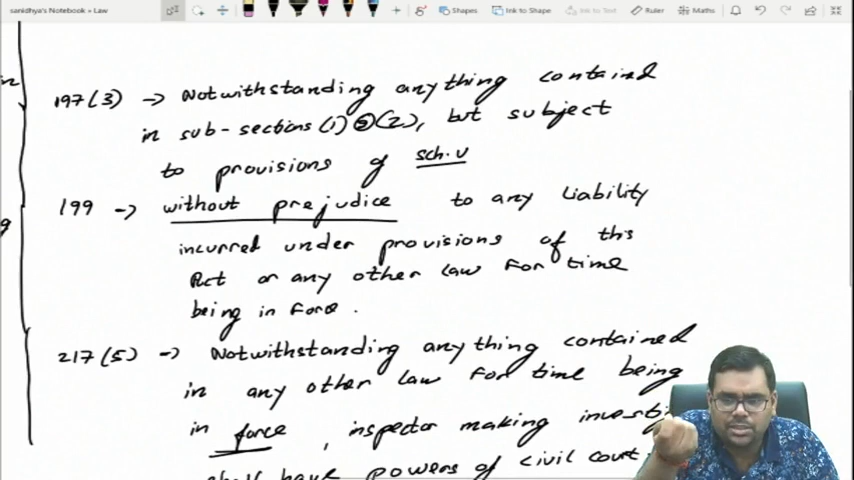 sanidhya's Notebook » Law
Shapes
Ink to Shape
Ink to Text
Ruler
Maths
197(3) → Notwithstanding anything contained
in sub-sections (1) (2), but subject
to provisions of sch. V
199 → without prejudice to any liability
incurred under provisions of this
Act or any other law for time
being in force.
217(5) → Notwithstanding anything contained
in any other law for time being
in force, inspector making
shall have powers of civil court